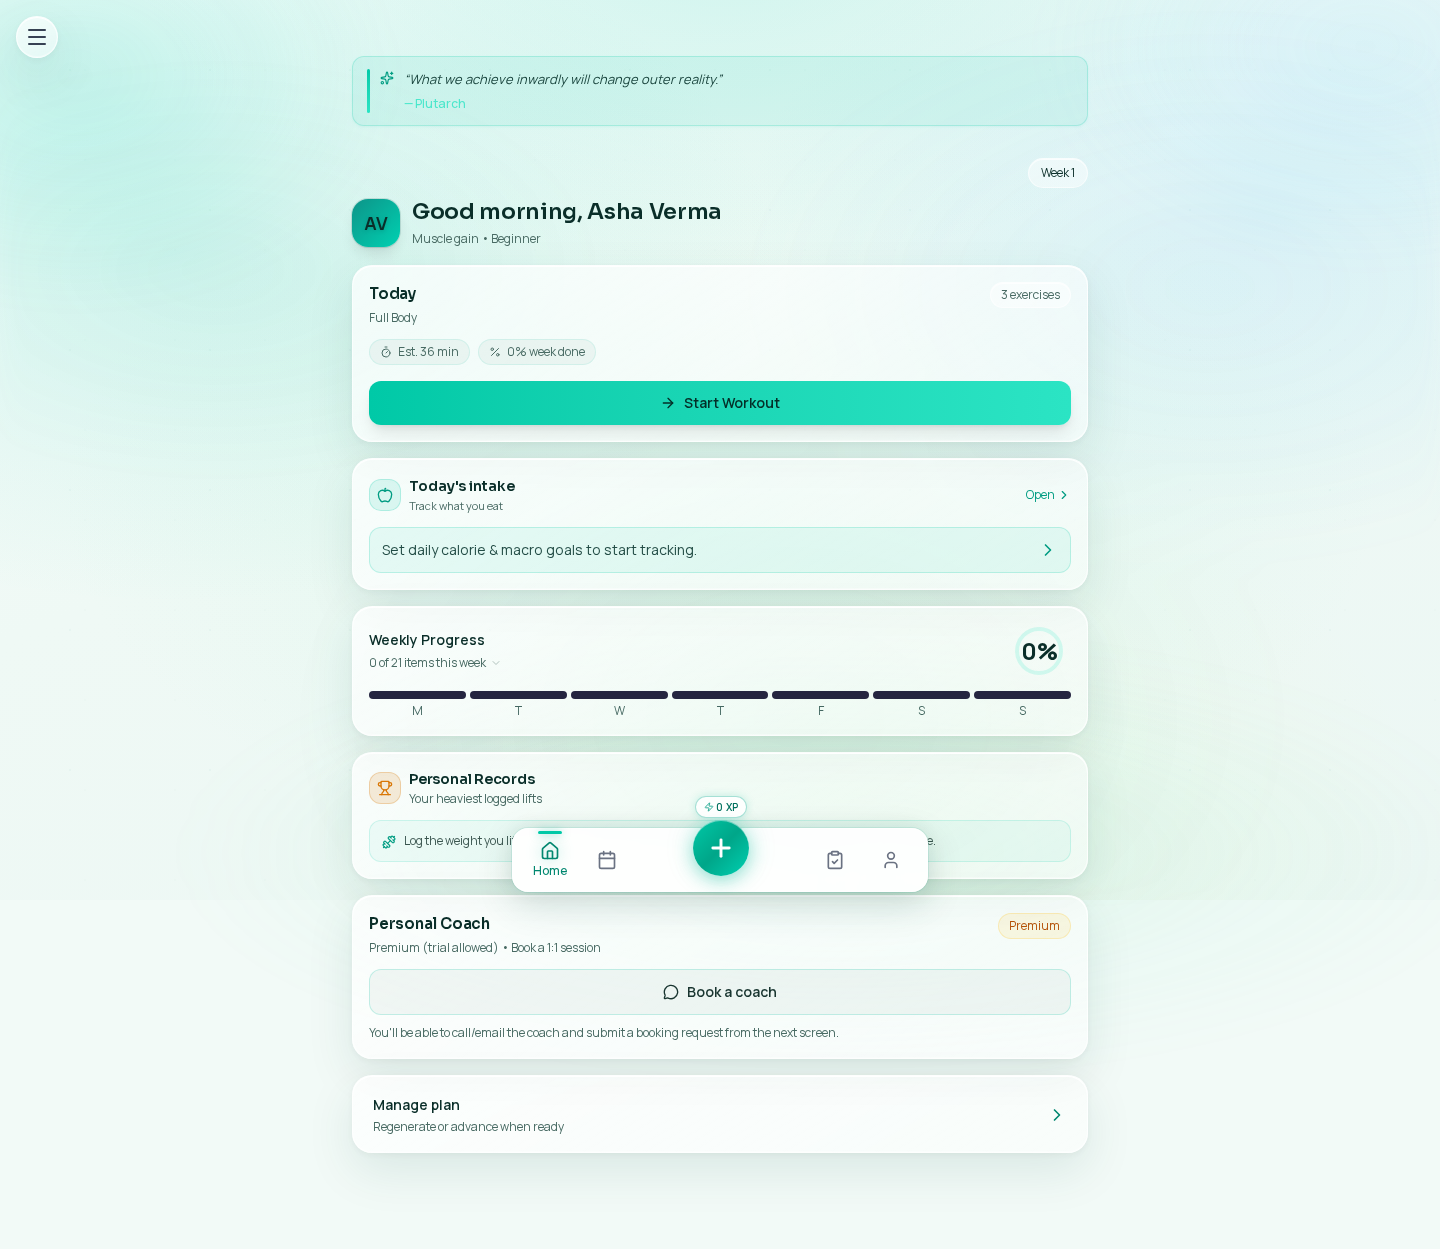 “What we achieve inwardly will change outer reality.”
— Plutarch
Week 1
AV
Good morning, Asha Verma
Muscle gain • Beginner
Today
3 exercises
Full Body
Est. 36 min
0% week done
Start Workout
Today's intake
Track what you eat
Open
Set daily calorie & macro goals to start tracking.
Weekly Progress
0 of 21 items this week
0%
M T W T F S S
Personal Records
Your heaviest logged lifts
0 XP
Log the weight you
Home
Personal Coach
Premium
Premium (trial allowed) • Book a 1:1 session
Book a coach
You'll be able to call/email the coach and submit a booking request from the next screen.
Manage plan
Regenerate or advance when ready